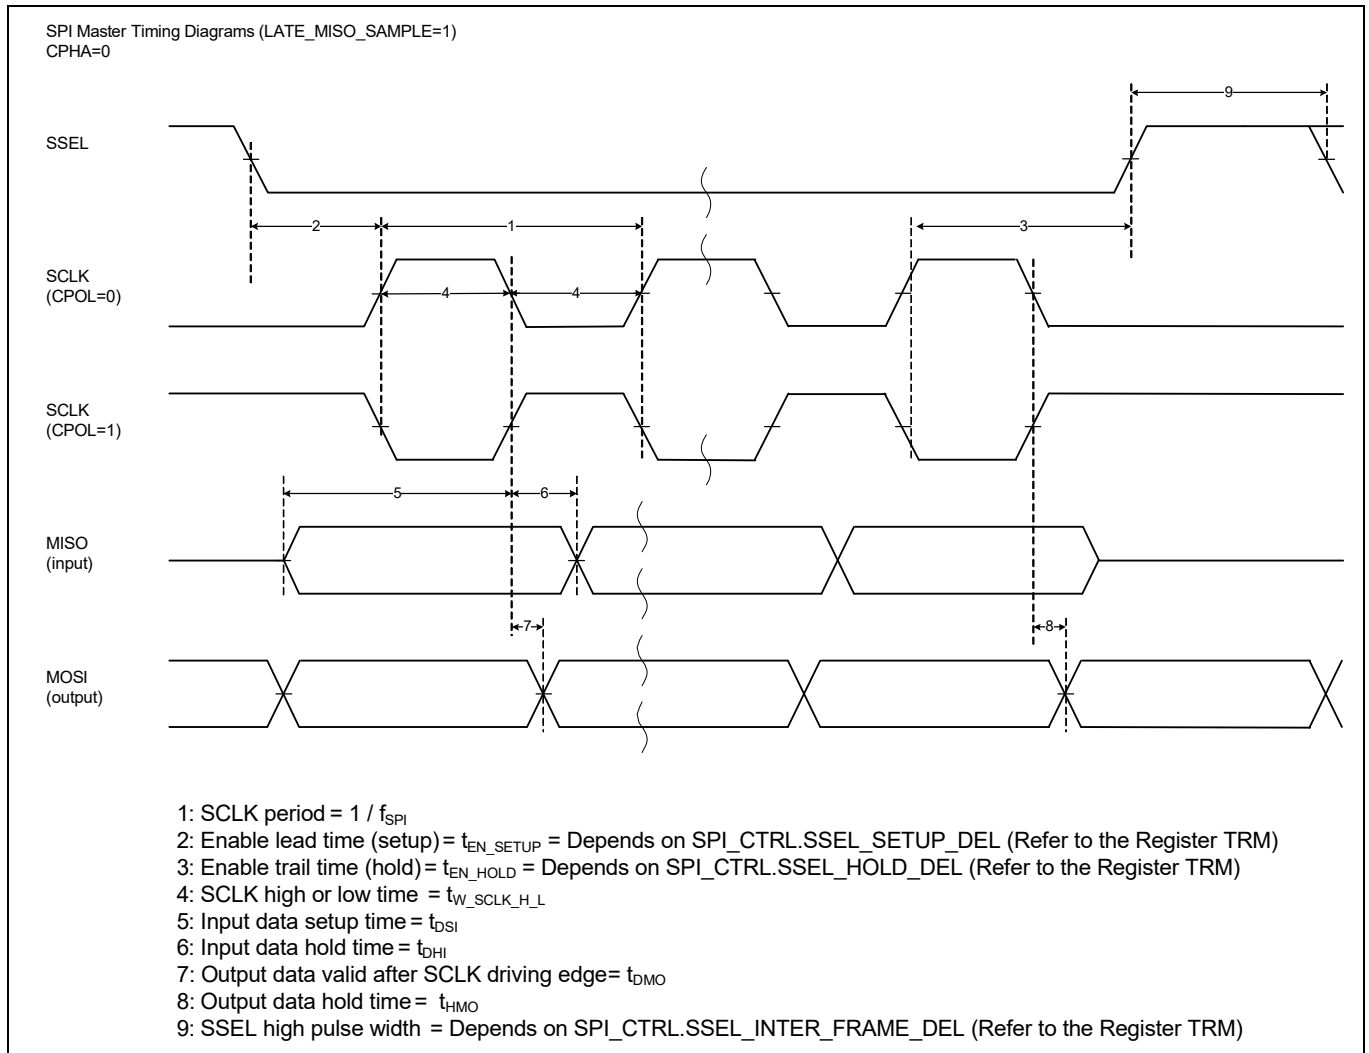 SPI Master Timing Diagrams (LATE_MISO_SAMPLE=1)
CPHA=0
9
SSEL
2
1
3
SCLK
(CPOL=0)
4
4
SCLK
(CPOL=1)
5
6
MISO
(input)
7
8
MOSI
(output)
1: SCLK period = 1 / fSPI
2: Enable lead time (setup) = tEN_SETUP = Depends on SPI_CTRL.SSEL_SETUP_DEL (Refer to the Register TRM)
3: Enable trail time (hold) = tEN_HOLD = Depends on SPI_CTRL.SSEL_HOLD_DEL (Refer to the Register TRM)
4: SCLK high or low time = tW_SCLK_H_L
5: Input data setup time = tDSI
6: Input data hold time = tDHI
7: Output data valid after SCLK driving edge= tDMO
8: Output data hold time = tHMO
9: SSEL high pulse width = Depends on SPI_CTRL.SSEL_INTER_FRAME_DEL (Refer to the Register TRM)